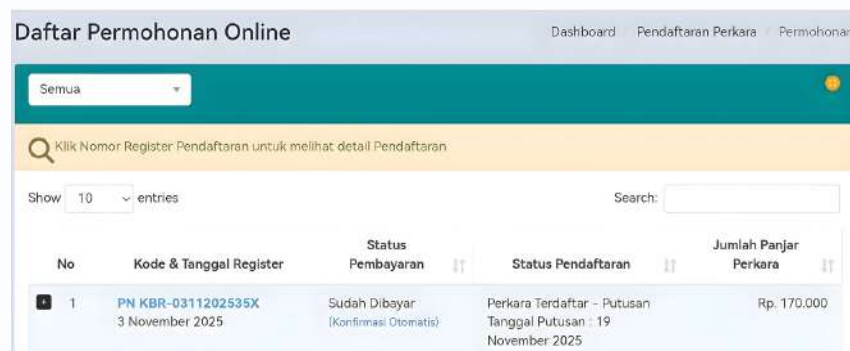 Daftar Permohonan Online
Dashboard / Pendaftaran Perkara / Permohonan
Semua
Klik Nomor Register Pendaftaran untuk melihat detail Pendaftaran
Show 10 entries
Search:
No
Kode & Tanggal Register
Status Pembayaran
Status Pendaftaran
Jumlah Panjar Perkara
1
PN KBR-0311202535X
3 November 2025
Sudah Dibayar
(Konfirmasi Otomatis)
Perkara Terdaftar - Putusan
Tanggal Putusan : 19
November 2025
Rp. 170.000